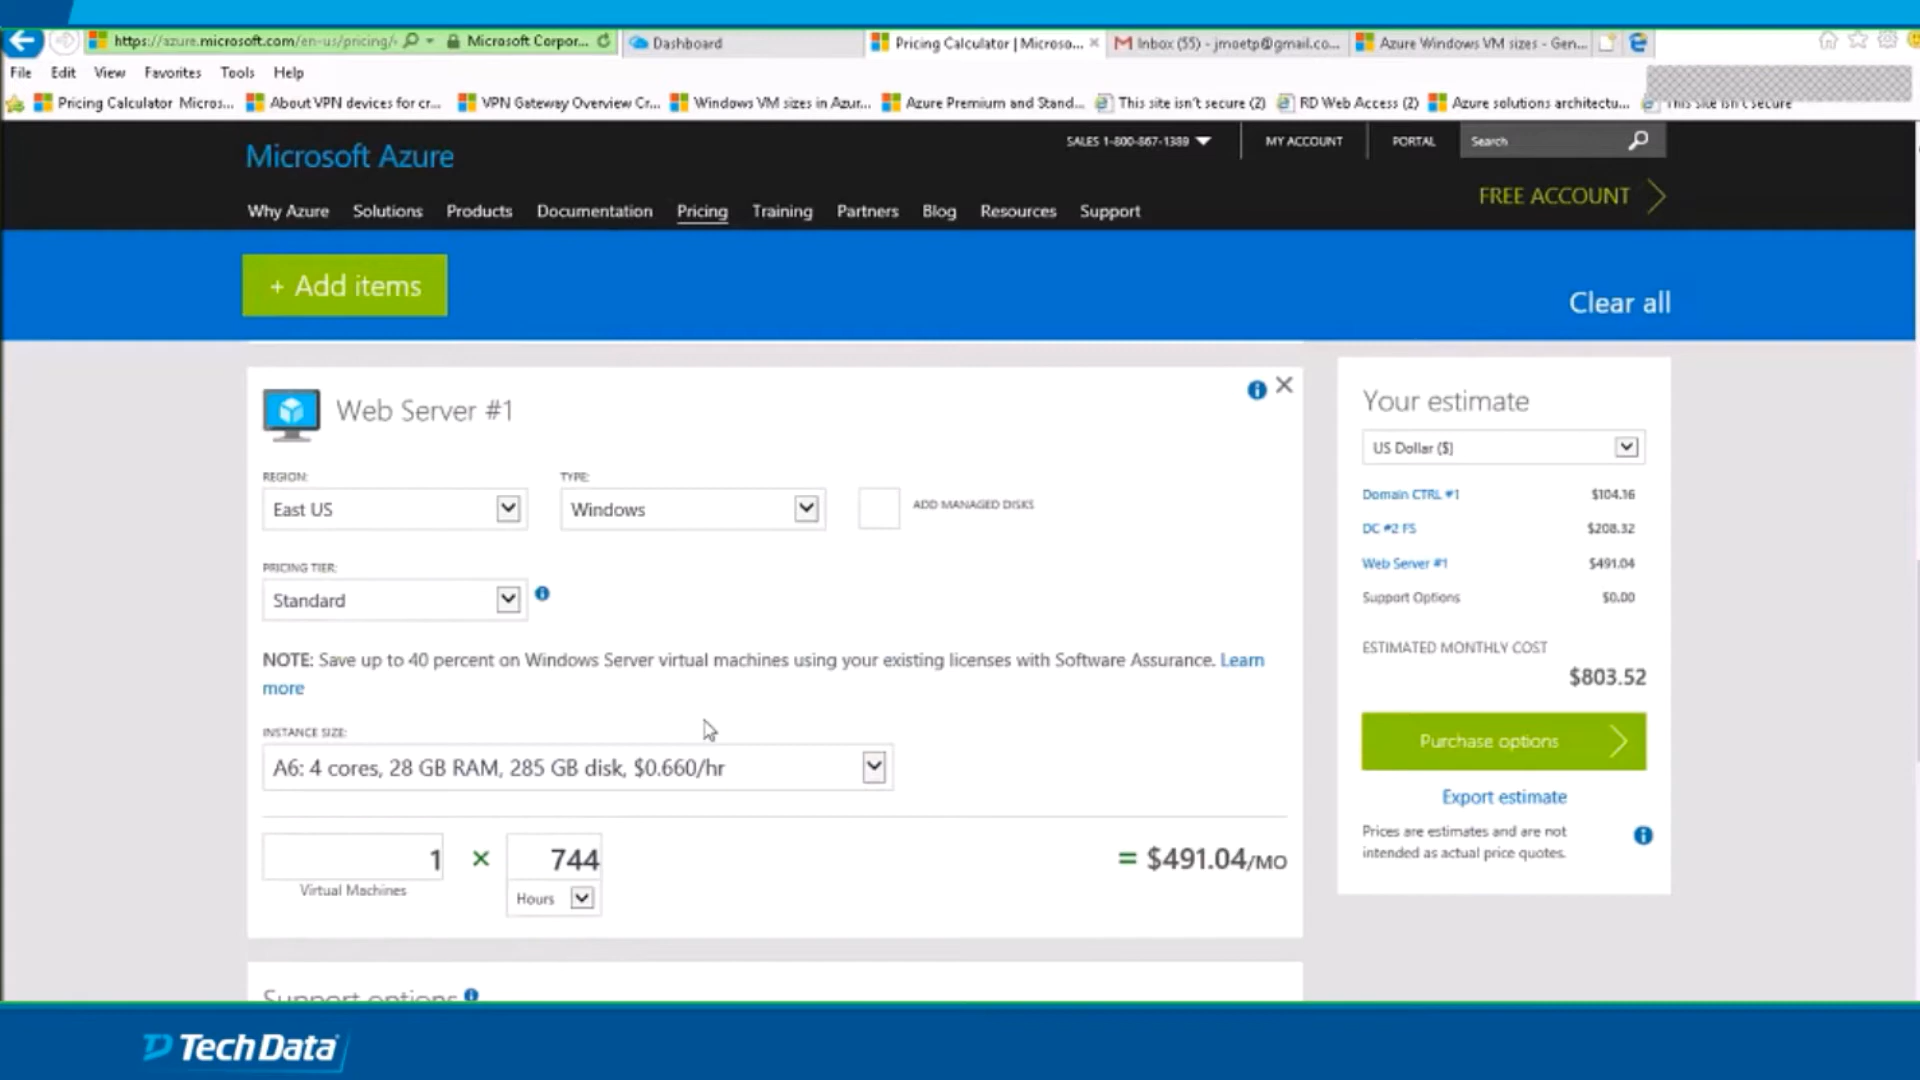 https://azure.microsoft.com/en-us/pricing/ Microsoft Corpor... Dashboard Pricing Calculator | Microso... Inbox (55) - jmoetp@gmail.co... Azure Windows VM sizes - Gen...
File Edit View Favorites Tools Help
Pricing Calculator Micros... About VPN devices for cr... VPN Gateway Overview Cr... Windows VM sizes in Azur... Azure Premium and Stand... This site isn't secure (2) RD Web Access (2) Azure solutions architectu... This site isn't secure
Microsoft Azure
SALES 1-800-867-1389 MY ACCOUNT PORTAL Search
FREE ACCOUNT
Why Azure Solutions Products Documentation Pricing Training Partners Blog Resources Support
+ Add items
Clear all
Web Server #1
REGION: TYPE:
East US Windows ADD MANAGED DISKS
PRICING TIER:
Standard
NOTE: Save up to 40 percent on Windows Server virtual machines using your existing licenses with Software Assurance. Learn
more
INSTANCE SIZE:
A6: 4 cores, 28 GB RAM, 285 GB disk, $0.660/hr
1 × 744 = $491.04/MO
Virtual Machines Hours
Support options
Your estimate
US Dollar ($)
Domain CTRL #1 $104.16
DC #2 FS $208.32
Web Server #1 $491.04
Support Options $0.00
ESTIMATED MONTHLY COST
$803.52
Purchase options
Export estimate
Prices are estimates and are not
intended as actual price quotes.
Tech Data